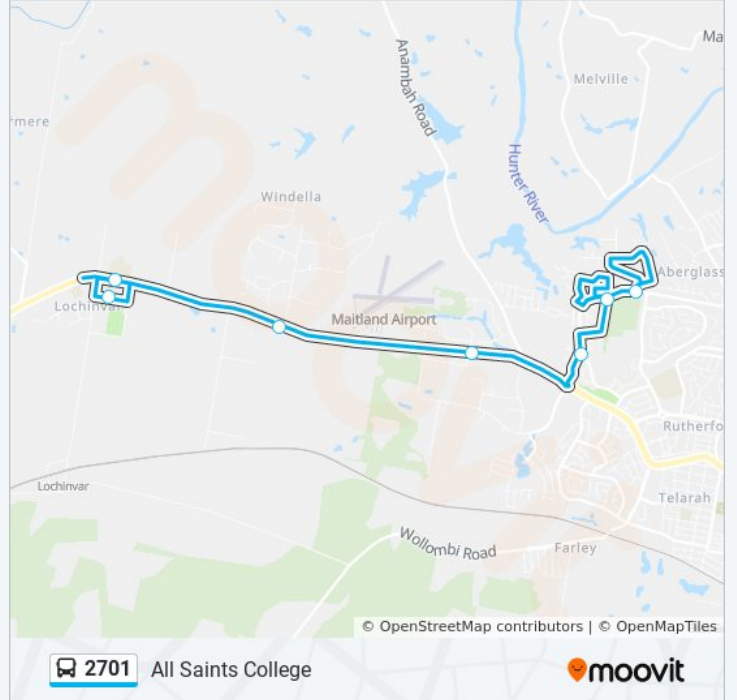 Ma
Anambah Road
Melville
rmere
Hunter River
Windella
Aberglass
Lochinvar
Maitland Airport
Rutherfo
Lochinvar
Telarah
Wollombi Road
Farley
© OpenStreetMap contributors | © OpenMapTiles
2701 All Saints College
moovit